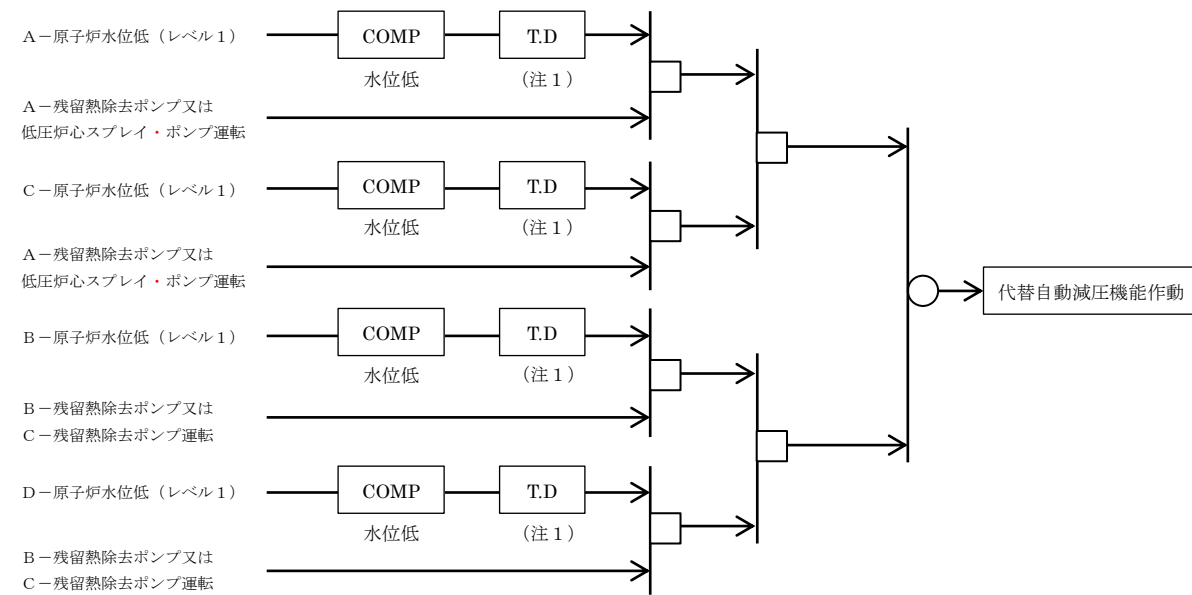 A－原子炉水位低（レベル１）
COMP
T.D
水位低
（注１）
A－残留熱除去ポンプ又は
低圧炉心スプレイ・ポンプ運転
C－原子炉水位低（レベル１）
COMP
T.D
水位低
（注１）
A－残留熱除去ポンプ又は
低圧炉心スプレイ・ポンプ運転
代替自動減圧機能作動
B－原子炉水位低（レベル１）
COMP
T.D
水位低
（注１）
B－残留熱除去ポンプ又は
C－残留熱除去ポンプ運転
D－原子炉水位低（レベル１）
COMP
T.D
水位低
（注１）
B－残留熱除去ポンプ又は
C－残留熱除去ポンプ運転